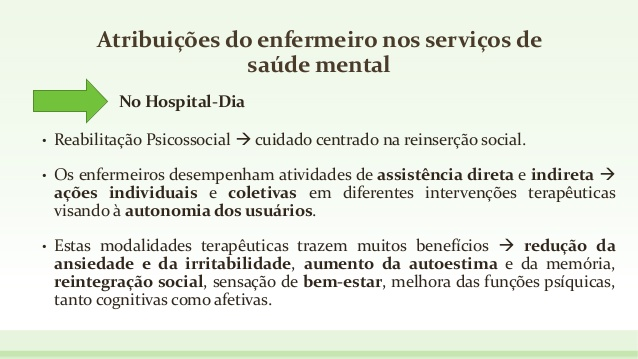 Atribuições do enfermeiro nos serviços de
saúde mental
No Hospital-Dia
• Reabilitação Psicossocial → cuidado centrado na reinserção social.
• Os enfermeiros desempenham atividades de assistência direta e indireta →
ações individuais e coletivas em diferentes intervenções terapêuticas
visando à autonomia dos usuários.
• Estas modalidades terapêuticas trazem muitos benefícios → redução da
ansiedade e da irritabilidade, aumento da autoestima e da memória,
reintegração social, sensação de bem-estar, melhora das funções psíquicas,
tanto cognitivas como afetivas.